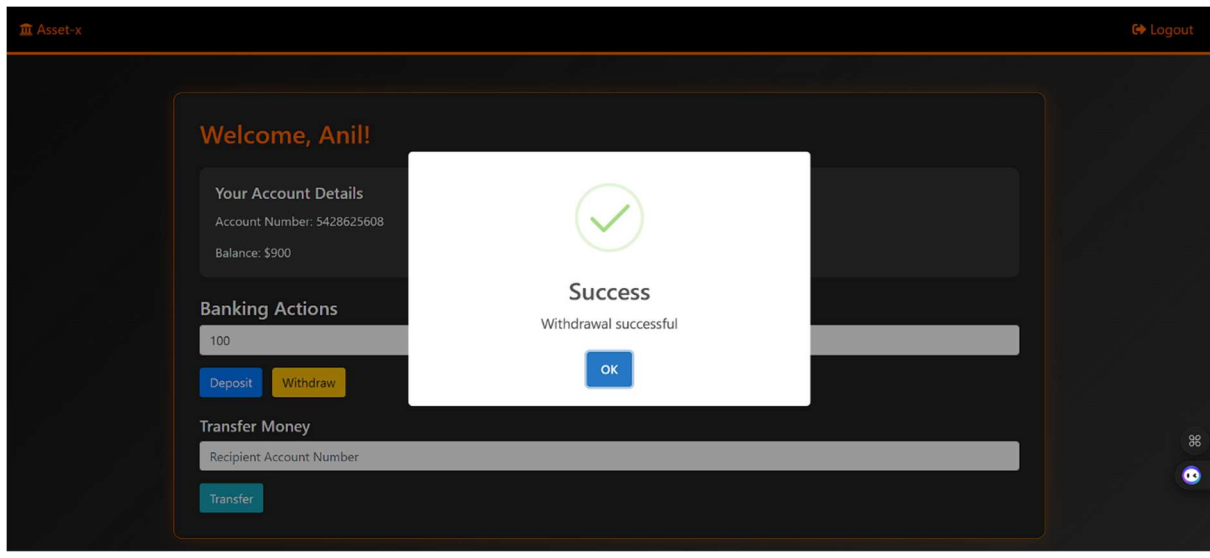 Asset-x
Logout
Welcome, Anil!
Your Account Details
Account Number: 5428625608
Balance: $900
Banking Actions
100
Deposit
Withdraw
Transfer Money
Recipient Account Number
Transfer
Success
Withdrawal successful
OK